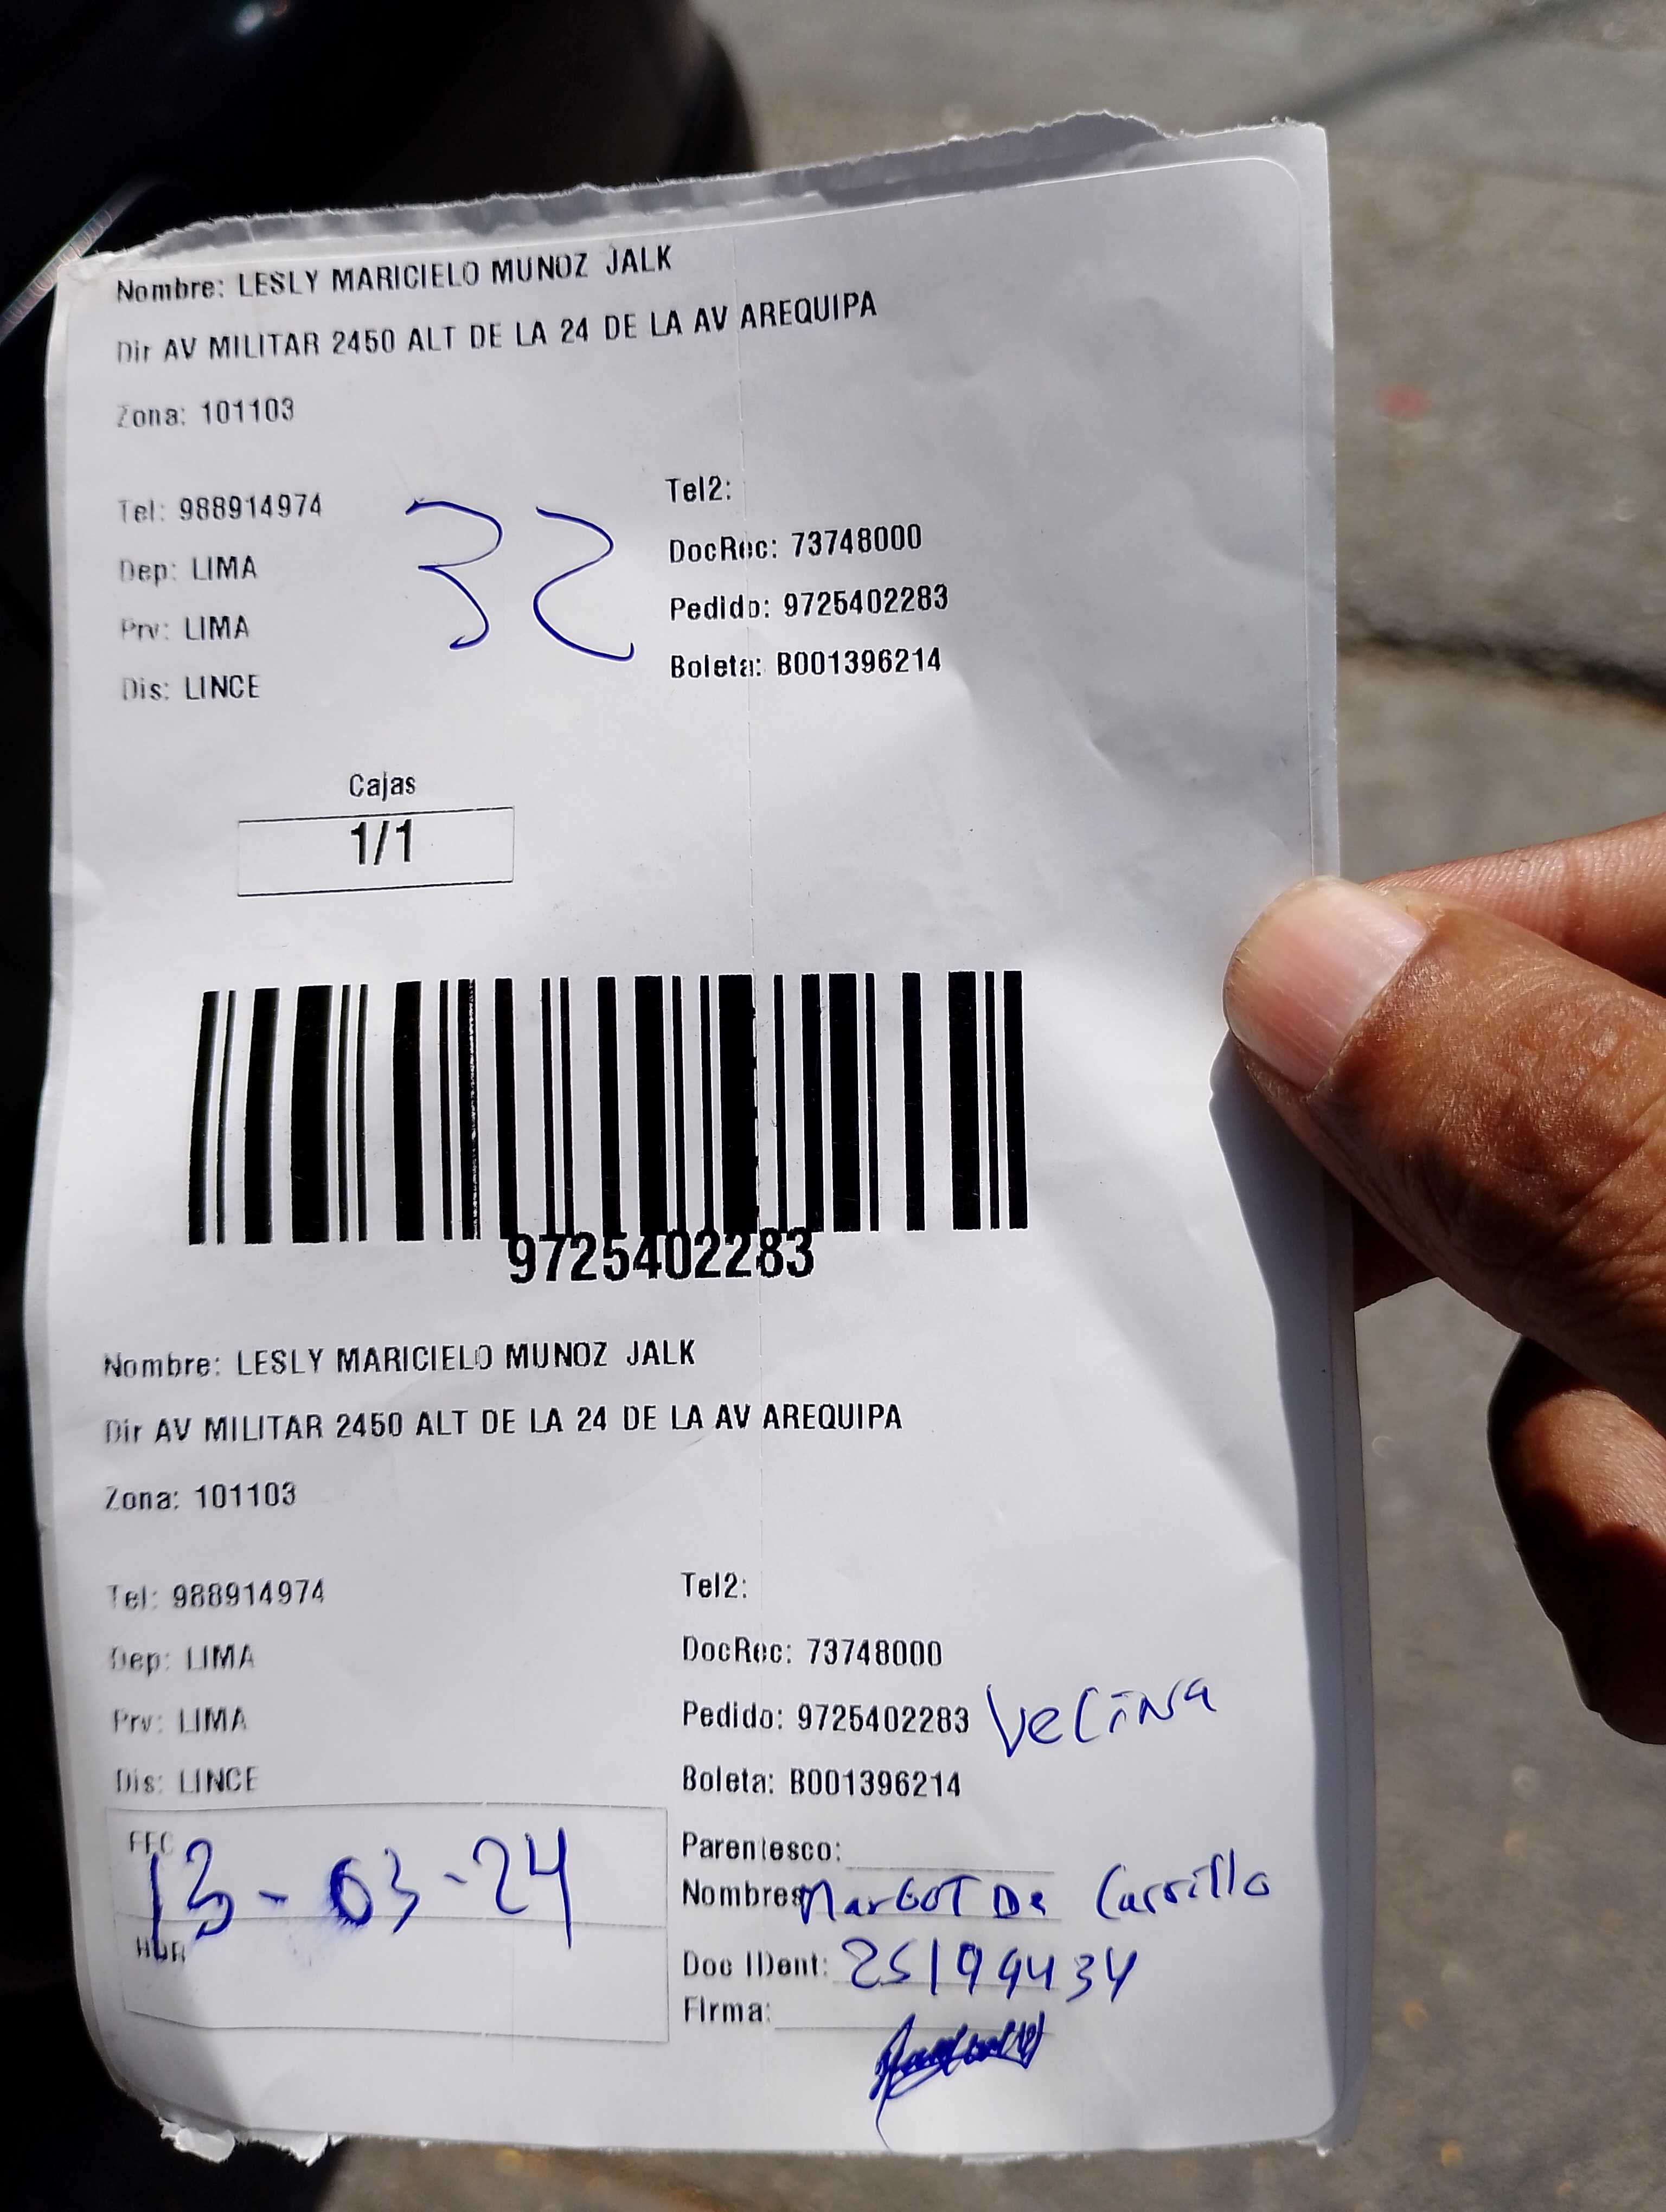 Nombre: LESLY MARICIELO MUNOZ JALK
Dir AV MILITAR 2450 ALT DE LA 24 DE LA AV AREQUIPA
Zona: 101103
Tel: 988914974
Dep: LIMA
Prv: LIMA
Dis: LINCE
32
Tel2:
DocRec: 73748000
Pedido: 9725402283
Boleta: B001396214
Cajas
1/1
9725402283
Nombre: LESLY MARICIELO MUNOZ JALK
Dir AV MILITAR 2450 ALT DE LA 24 DE LA AV AREQUIPA
Zona: 101103
Tel: 988914974
Dep: LIMA
Prv: LIMA
Dis: LINCE
Tel2:
DocRec: 73748000
Pedido: 9725402283 Vecina
Boleta: B001396214
FEC
13-03-24
HOR
Parentesco:
Nombres Margot De Carrillo
Doc IDent: 25199434
Firma: